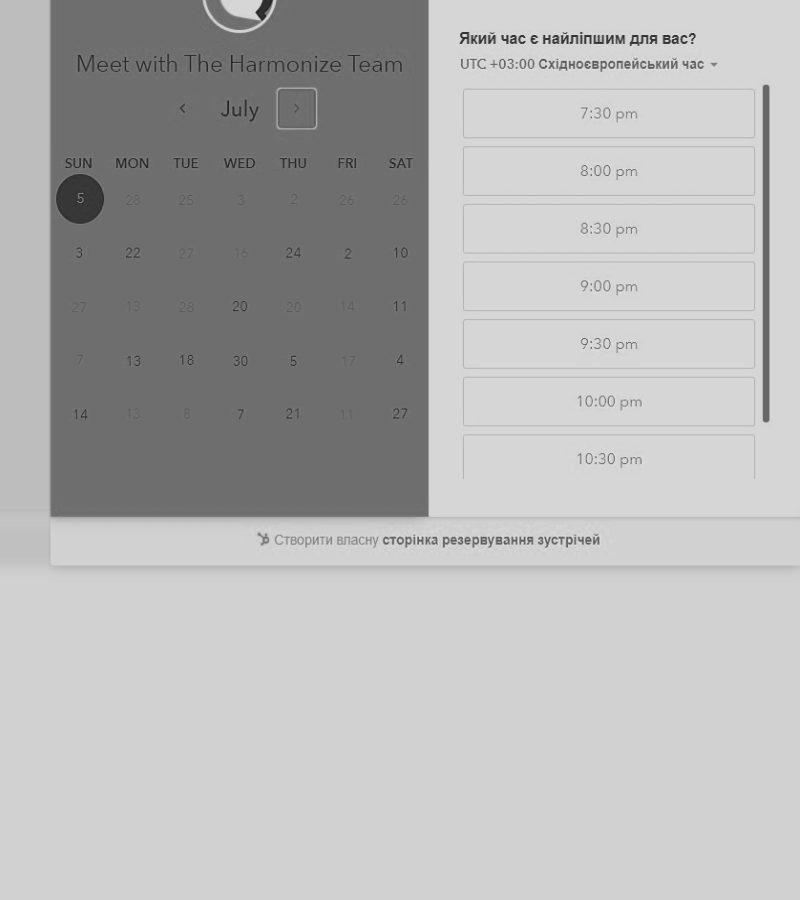 Meet with The Harmonize Team
July
SUN MON TUE WED THU FRI SAT
5 28 25 3 2 26 26
3 22 27 16 24 2 10
27 13 28 20 20 14 11
7 13 18 30 5 17 4
14 13 8 7 21 11 27
Який час є найліпшим для вас?
UTC +03:00 Східноєвропейський час
7:30 pm
8:00 pm
8:30 pm
9:00 pm
9:30 pm
10:00 pm
10:30 pm
Створити власну сторінка резервування зустрічей